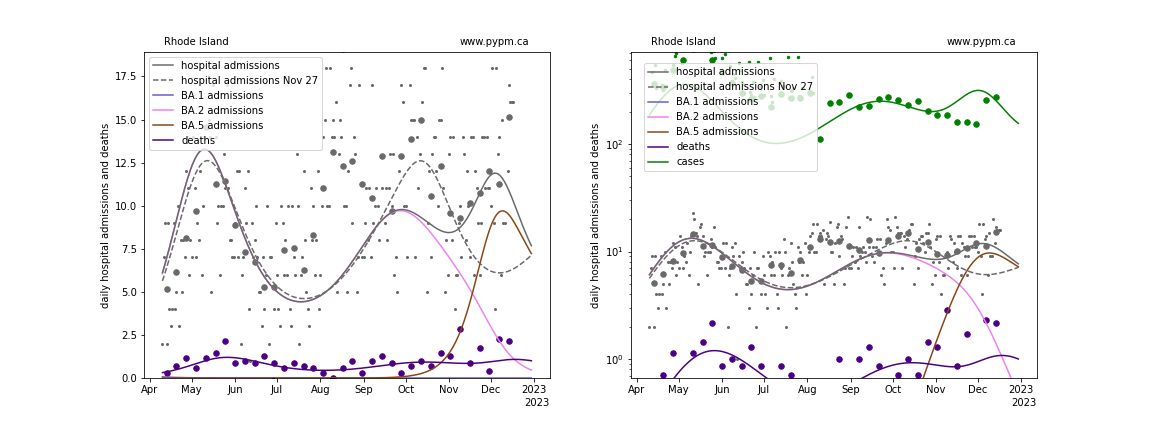 Rhode Island www.pypm.ca
daily hospital admissions and deaths
17.5
15.0
12.5
10.0
7.5
5.0
2.5
0.0
hospital admissions
hospital admissions Nov 27
BA.1 admissions
BA.2 admissions
BA.5 admissions
deaths
Apr May Jun Jul Aug Sep Oct Nov Dec 2023
2023
Rhode Island www.pypm.ca
daily hospital admissions and deaths
10²
10¹
10⁰
hospital admissions
hospital admissions Nov 27
BA.1 admissions
BA.2 admissions
BA.5 admissions
deaths
cases
Apr May Jun Jul Aug Sep Oct Nov Dec 2023
2023